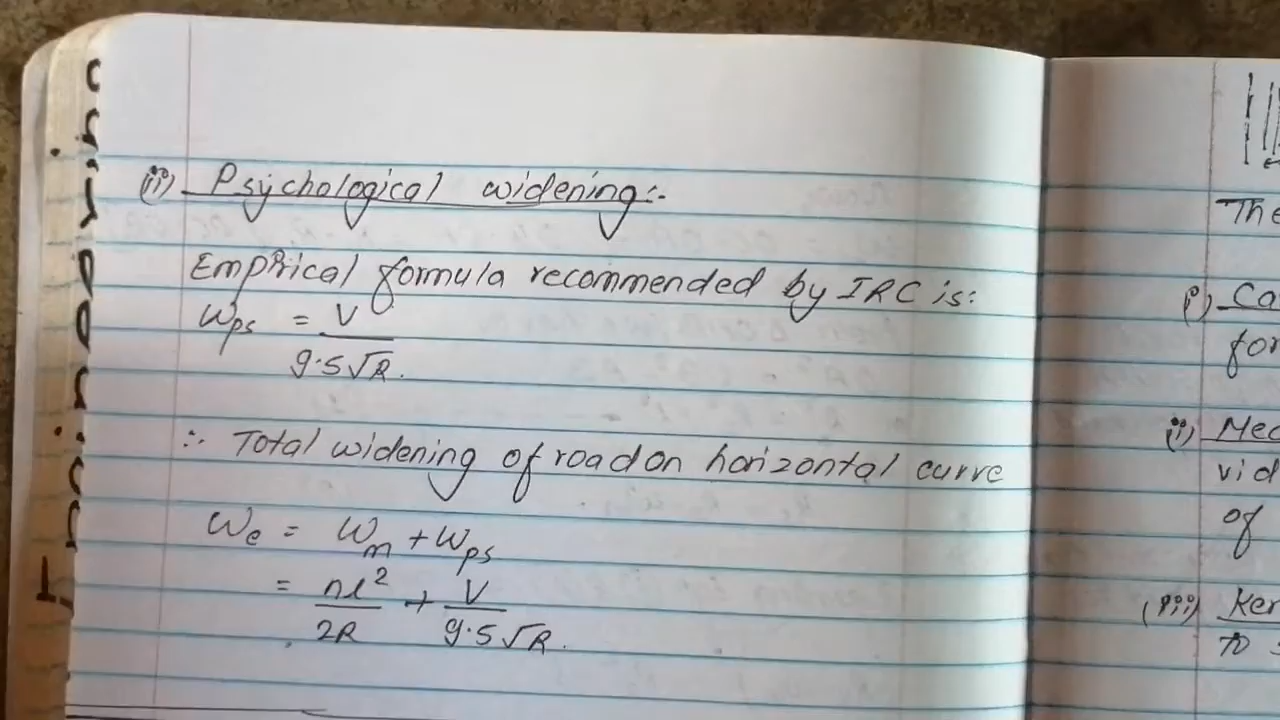 (ii) Psychological widening:-
Empirical formula recommended by IRC is:
Wps = V
9.5√R.
∴ Total widening of road on horizontal curve
We = Wm + Wps
= nl² / 2R + V / 9.5√R.
The
i) Ca
for
ii) Mec
vid
of
(iii) Ker
to